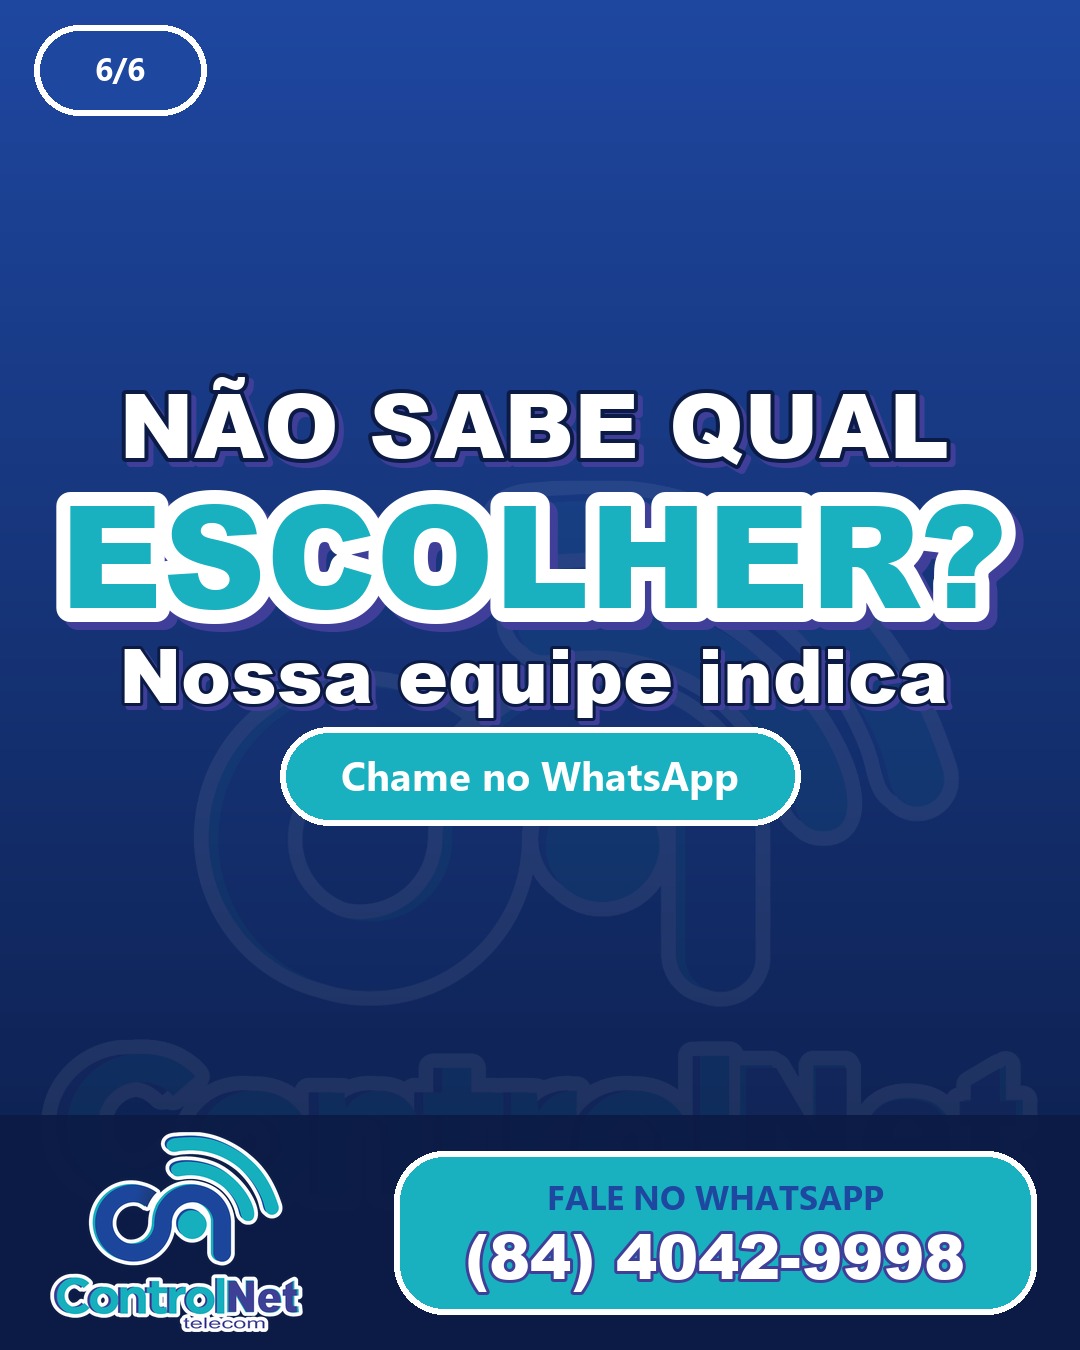 6/6
NÃO SABE QUAL
ESCOLHER?
Nossa equipe indica
Chame no WhatsApp
ControlNet
FALE NO WHATSAPP
(84) 4042-9998
ControlNet
telecom